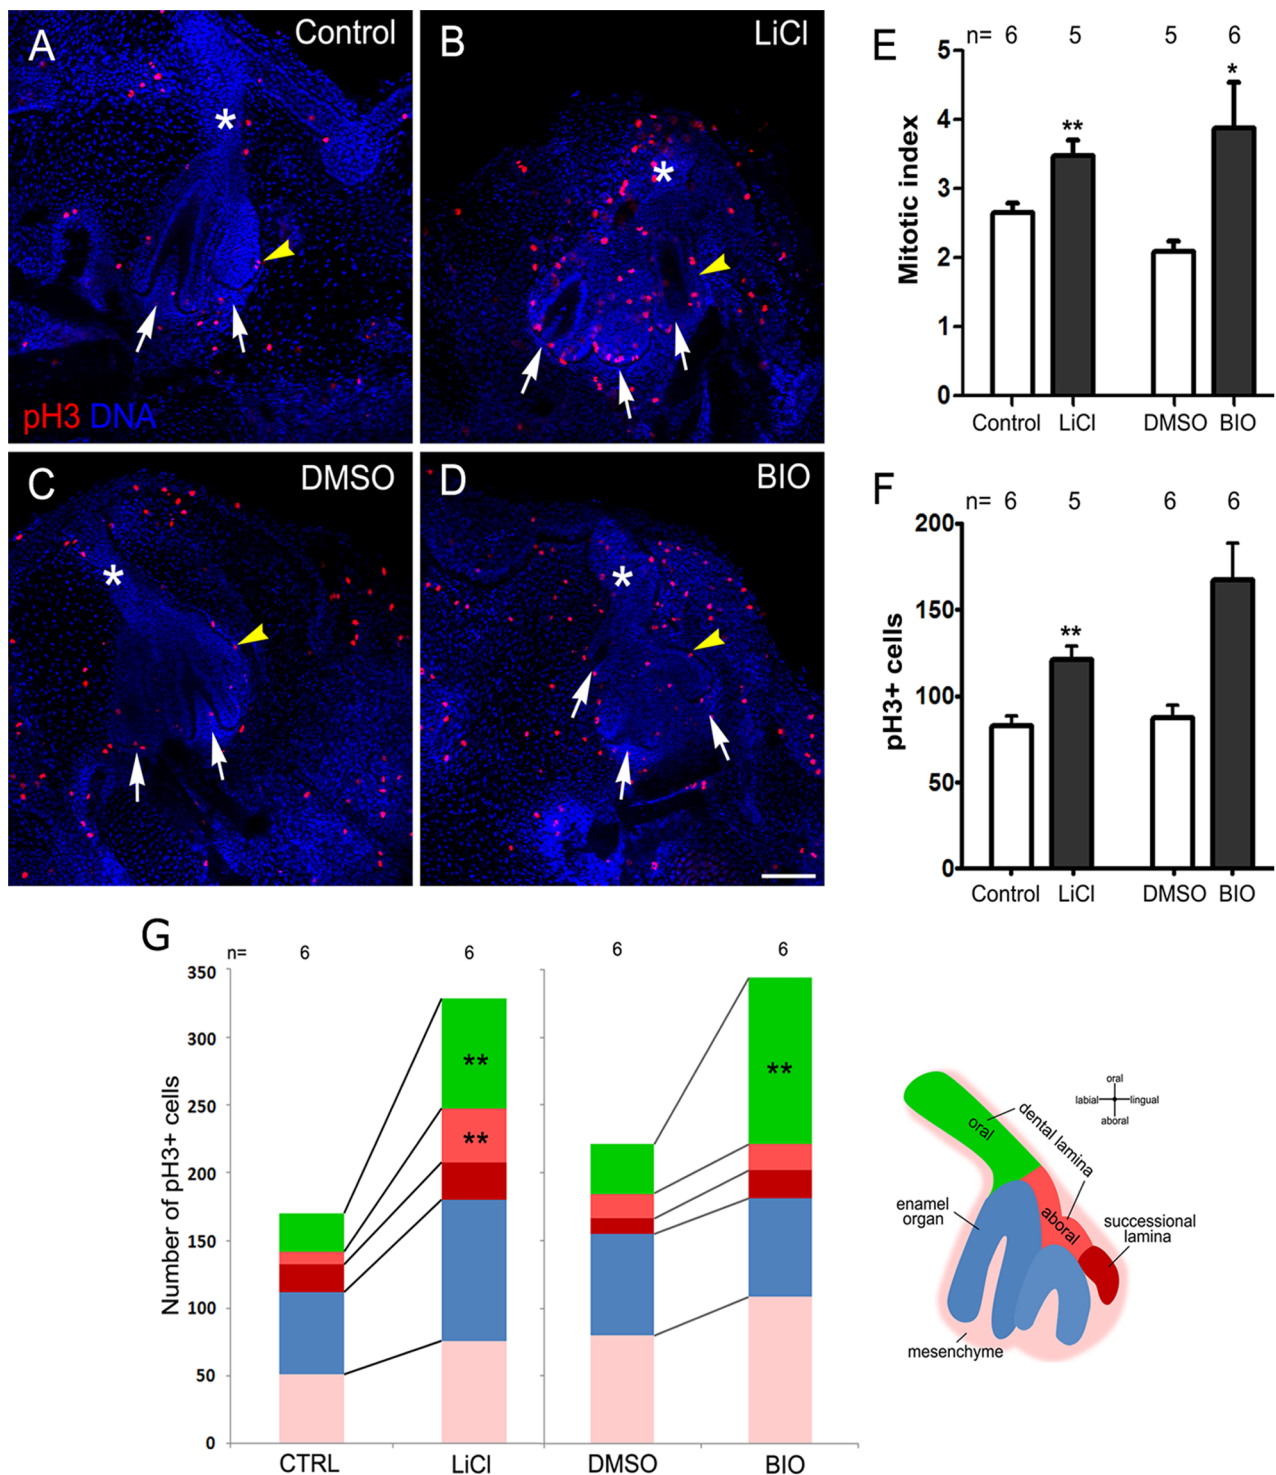 A
Control
*
pH3 DNA
B
LiCl
*
C
DMSO
*
D
BIO
*
E
n= 6 5 5 6
Mitotic index
5
4
3
2
1
0
**
*
Control LiCl DMSO BIO
F
n= 6 5 6 6
pH3+ cells
200
150
100
50
0
**
Control LiCl DMSO BIO
G
n= 6 6 6 6
Number of pH3+ cells
350
300
250
200
150
100
50
0
**
**
**
CTRL LiCl DMSO BIO
oral
labial lingual
aboral
oral
dental lamina
aboral
enamel
organ
successional
lamina
mesenchyme